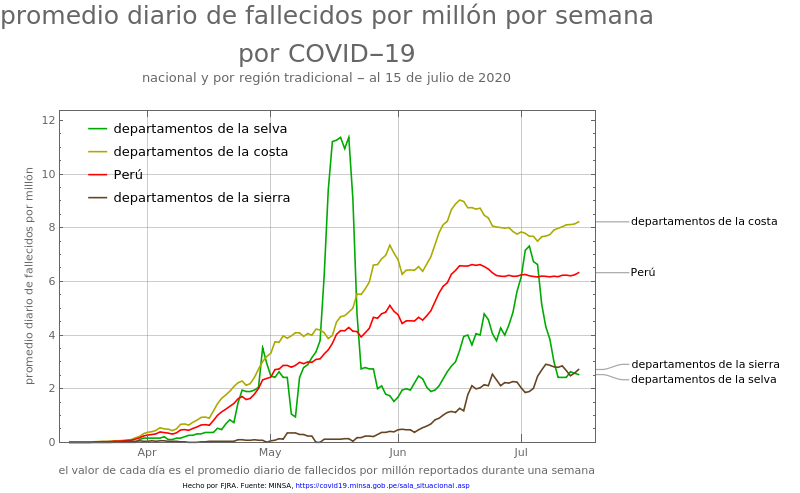 promedio diario de fallecidos por millón por semana
por COVID−19
nacional y por región tradicional − al 15 de julio de 2020
promedio diario de fallecidos por millón
12
10
8
6
4
2
0
departamentos de la selva
departamentos de la costa
Perú
departamentos de la sierra
departamentos de la costa
Perú
departamentos de la sierra
departamentos de la selva
Apr May Jun Jul
el valor de cada día es el promedio diario de fallecidos por millón reportados durante una semana
Hecho por FJRA. Fuente: MINSA, https://covid19.minsa.gob.pe/sala_situacional.asp